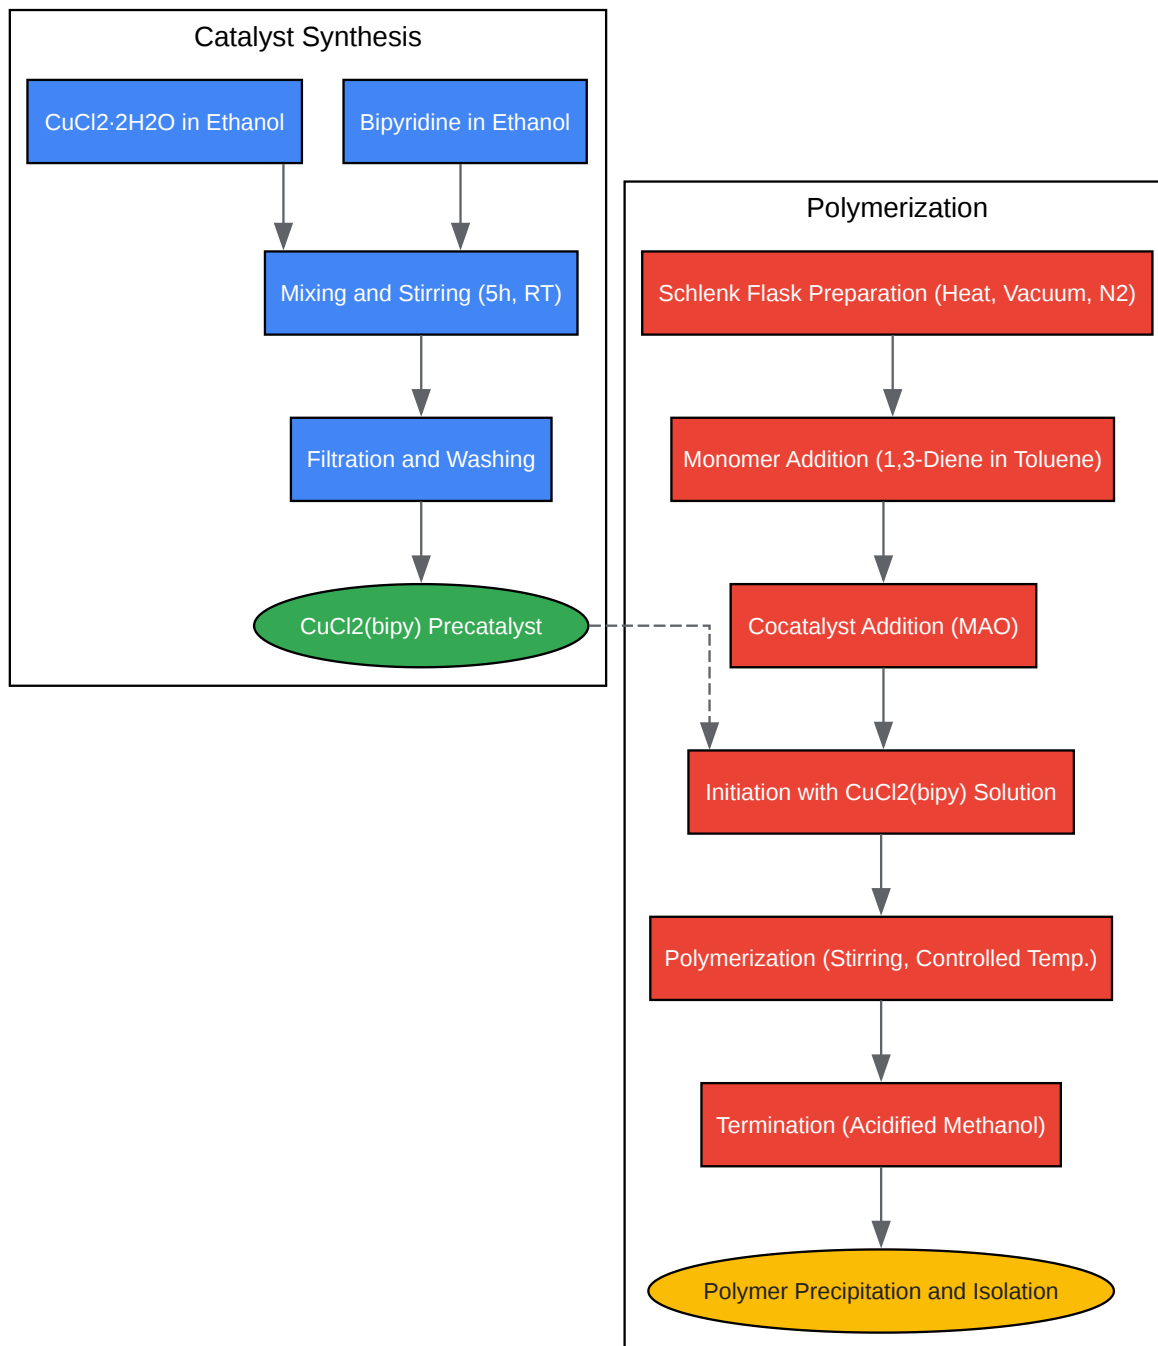 Catalyst Synthesis
CuCl2·2H2O in Ethanol
Bipyridine in Ethanol
Mixing and Stirring (5h, RT)
Filtration and Washing
CuCl2(bipy) Precatalyst
Polymerization
Schlenk Flask Preparation (Heat, Vacuum, N2)
Monomer Addition (1,3-Diene in Toluene)
Cocatalyst Addition (MAO)
Initiation with CuCl2(bipy) Solution
Polymerization (Stirring, Controlled Temp.)
Termination (Acidified Methanol)
Polymer Precipitation and Isolation